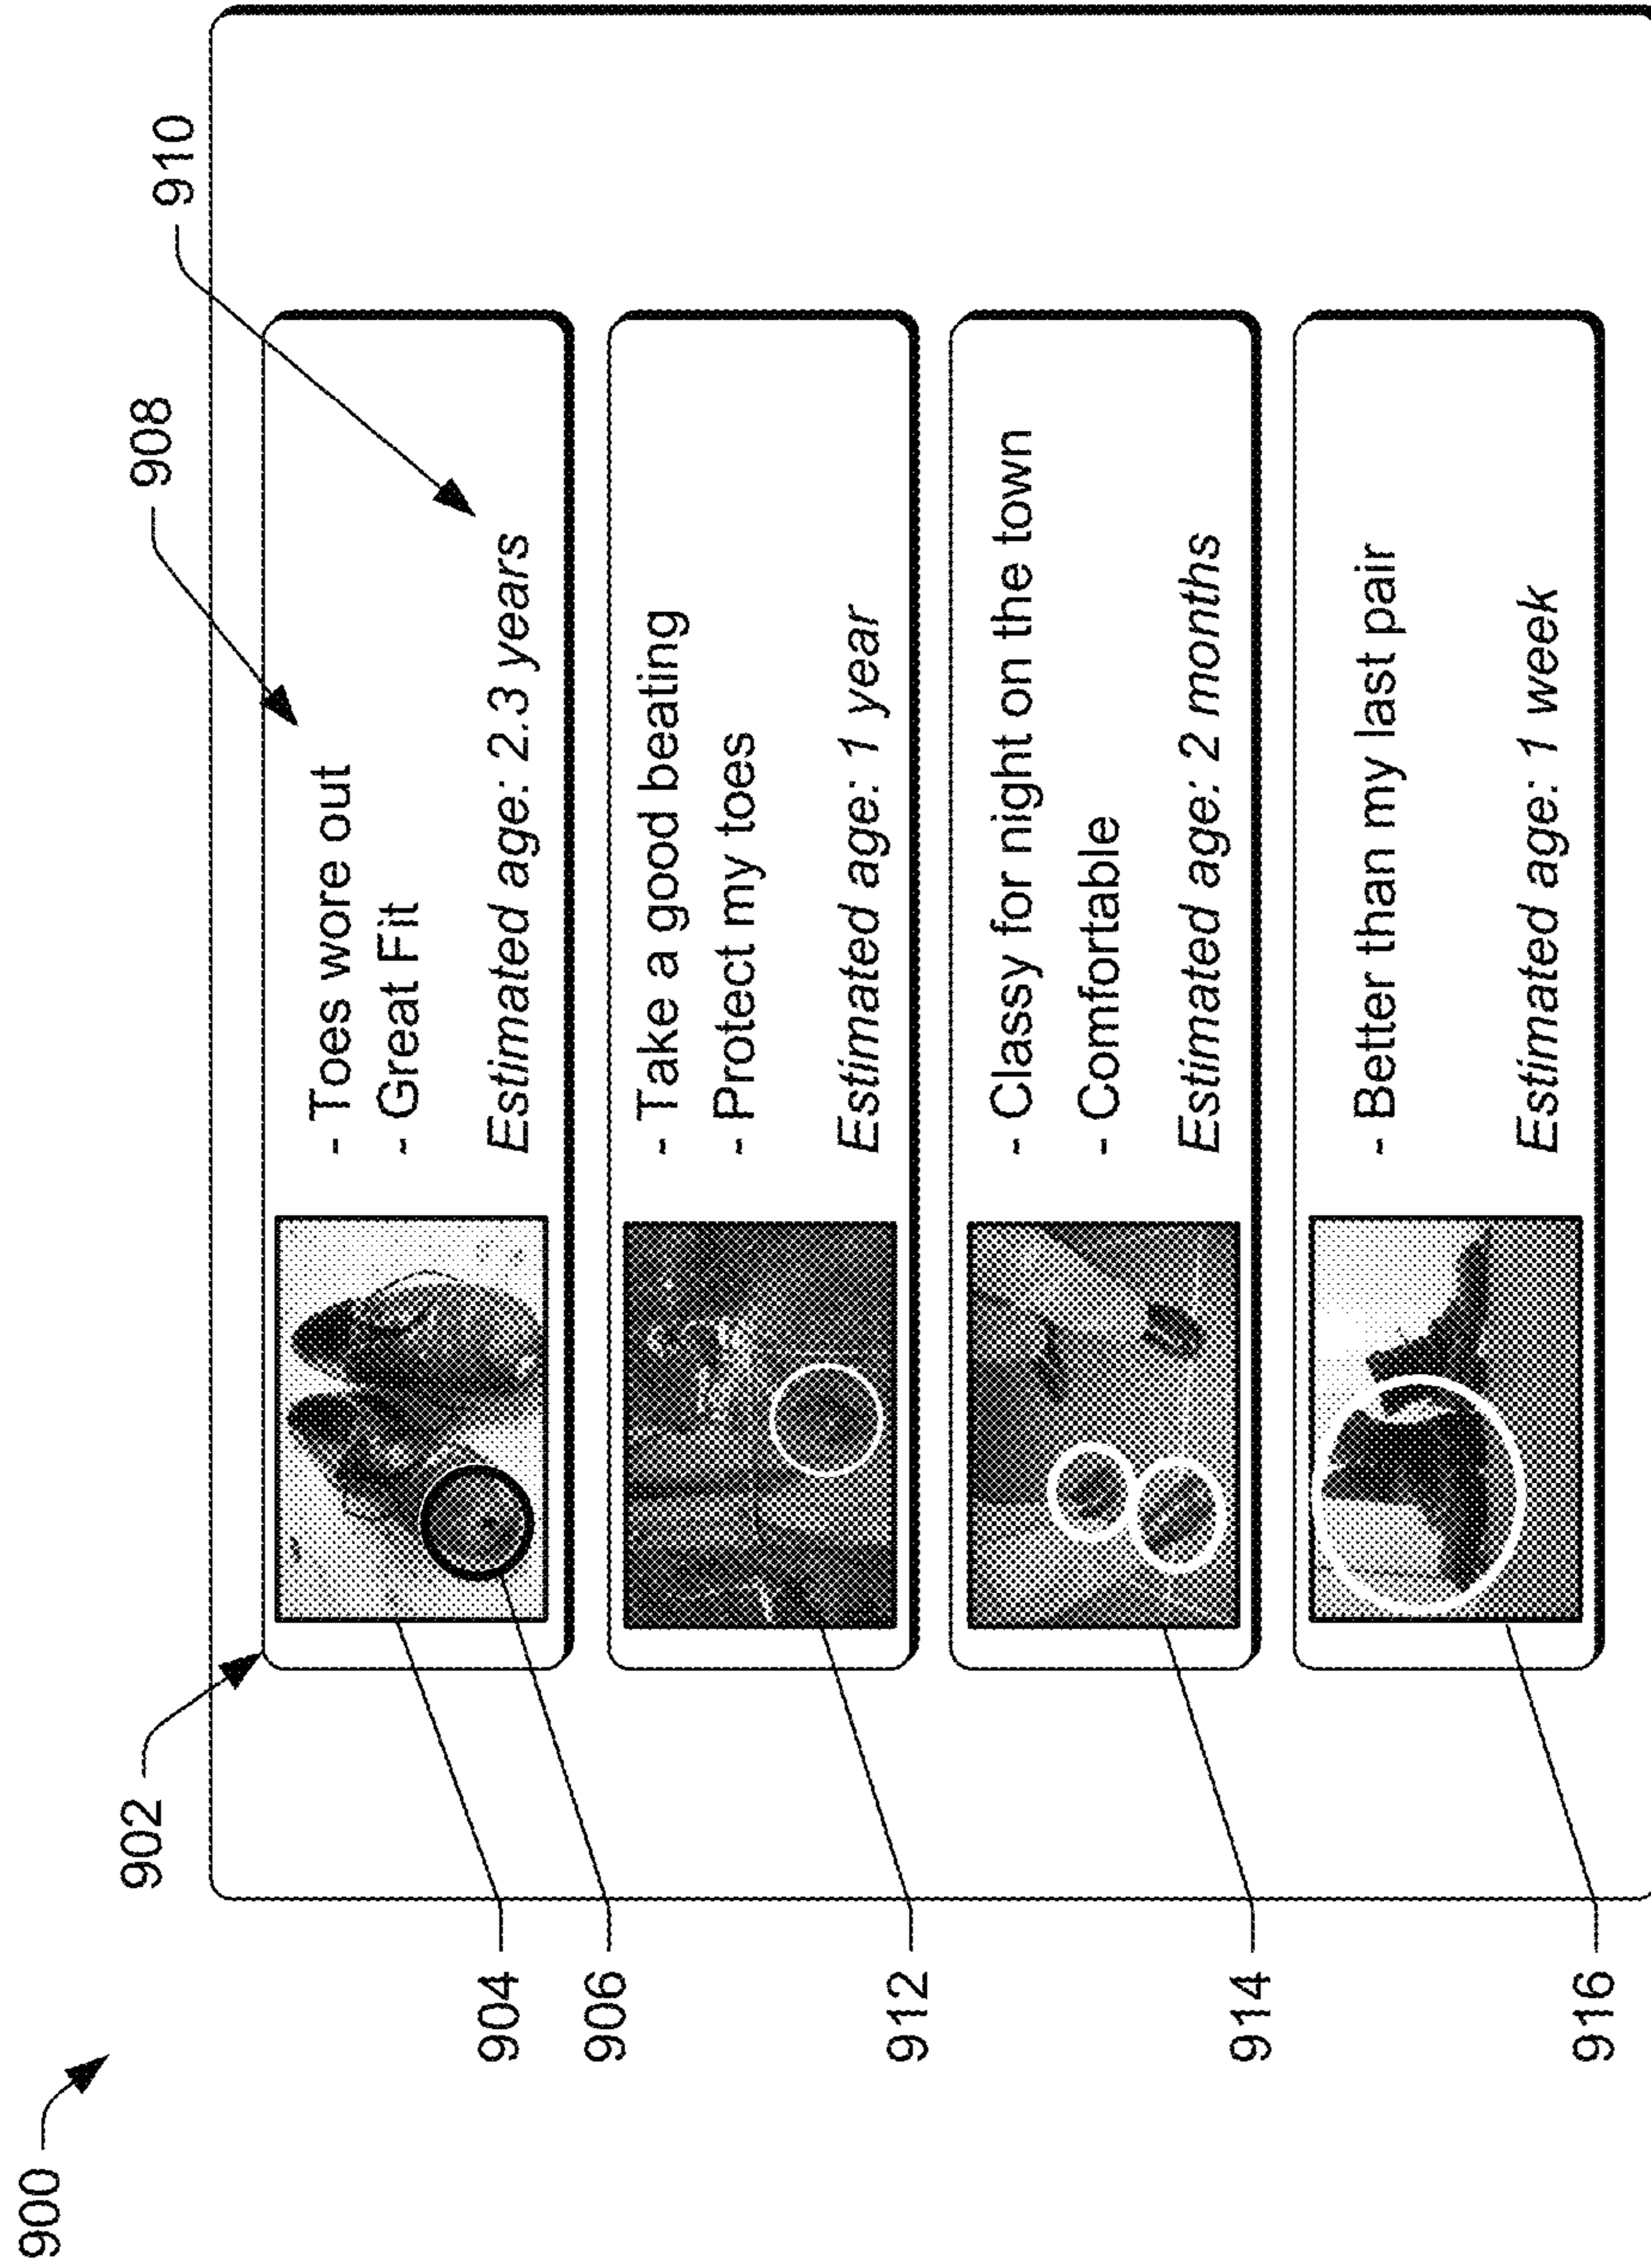 900
902
908
910
904
906
- Toes wore out
- Great Fit
Estimated age: 2.3 years
912
- Take a good beating
- Protect my toes
Estimated age: 1 year
914
- Classy for night on the town
- Comfortable
Estimated age: 2 months
916
- Better than my last pair
Estimated age: 1 week